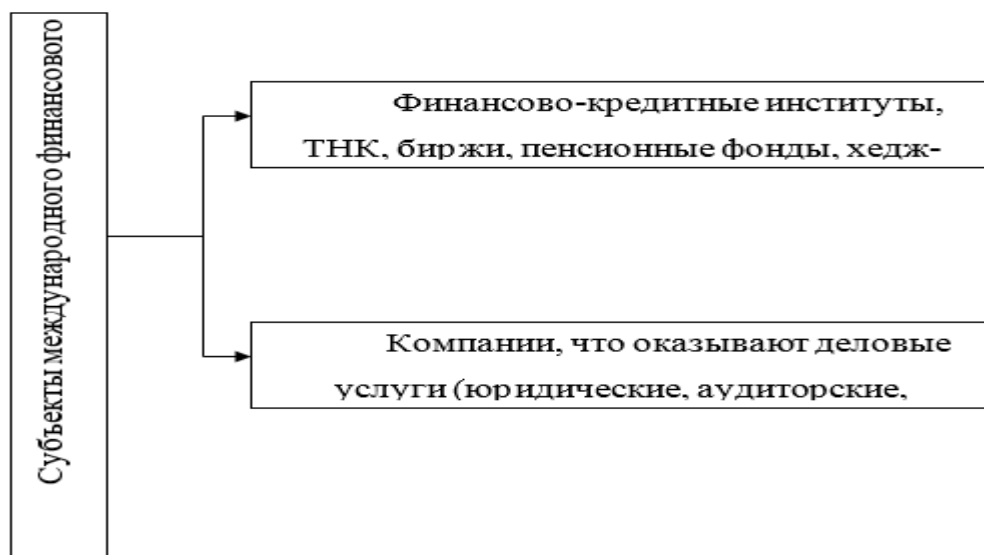 Субъекты международного финансового
Финансово-кредитные институты,
ТНК, биржи, пенсионные фонды, хедж-
Компании, что оказывают деловые
услуги (юридические, аудиторские,